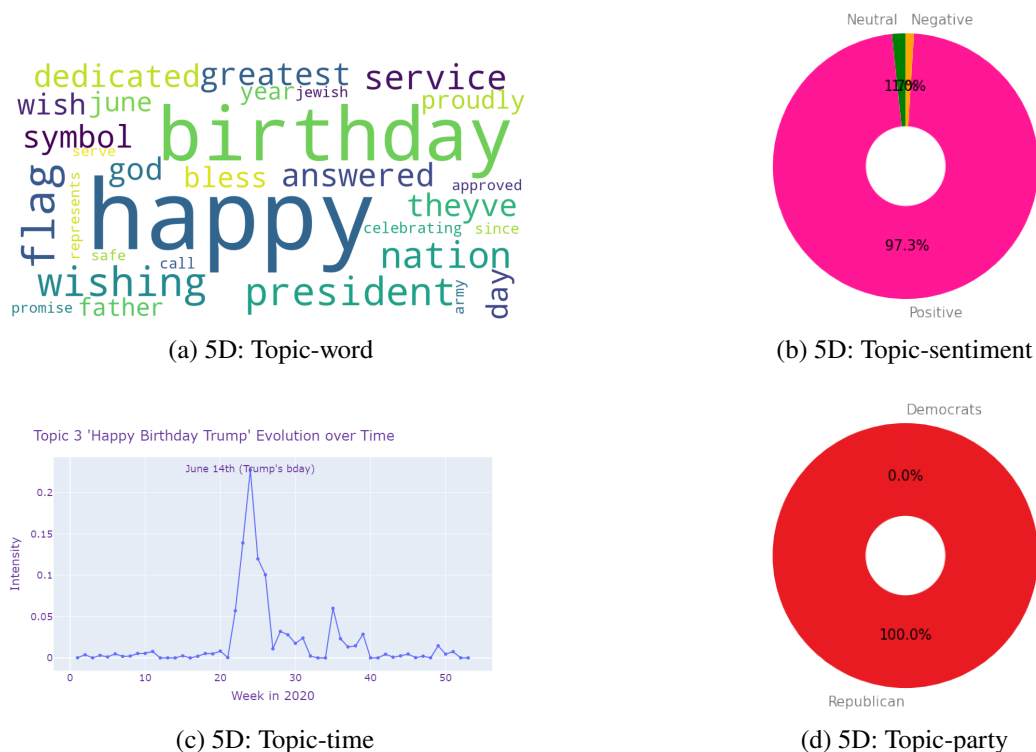 dedicated greatest service
wish june year jewish proudly
symbol birthday
serve
god bless answered approved
flag represents happy theyve
celebrating since
safe call nation
wishing president army day
promise father
(a) 5D: Topic-word
Neutral Negative
97.3%
Positive
(b) 5D: Topic-sentiment
Topic 3 'Happy Birthday Trump' Evolution over Time
June 14th (Trump's bday)
0.2
0.15
0.1
0.05
0
Intensity
0 10 20 30 40 50
Week in 2020
(c) 5D: Topic-time
Democrats
0.0%
100.0%
Republican
(d) 5D: Topic-party